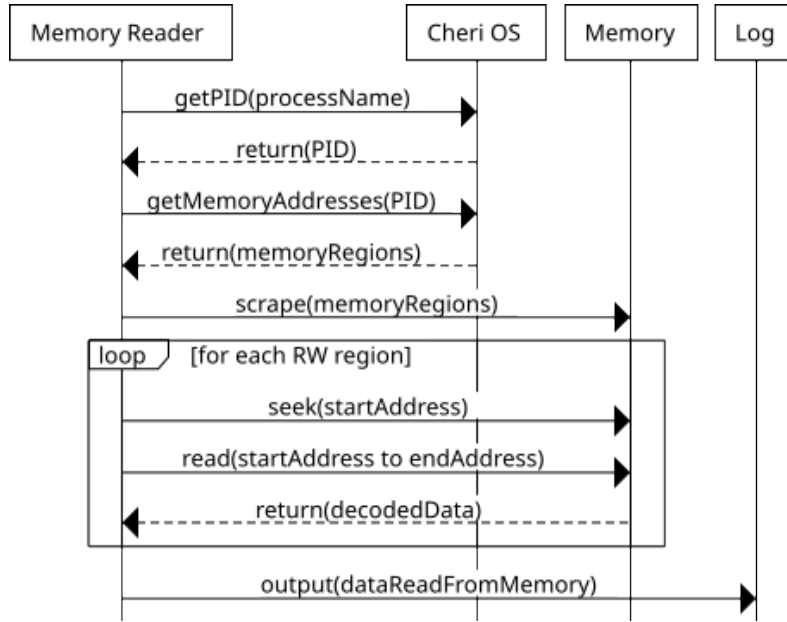 Memory Reader
Cheri OS
Memory
Log
getPID(processName)
return(PID)
getMemoryAddresses(PID)
return(memoryRegions)
scrape(memoryRegions)
loop [for each RW region]
seek(startAddress)
read(startAddress to endAddress)
return(decodedData)
output(dataReadFromMemory)